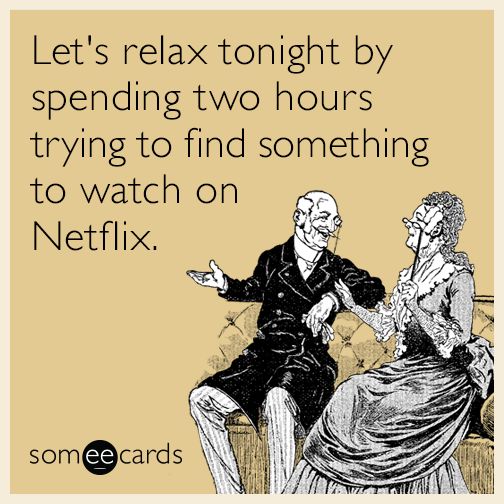 Let's relax tonight by
spending two hours
trying to find something
to watch on
Netflix.
someecards